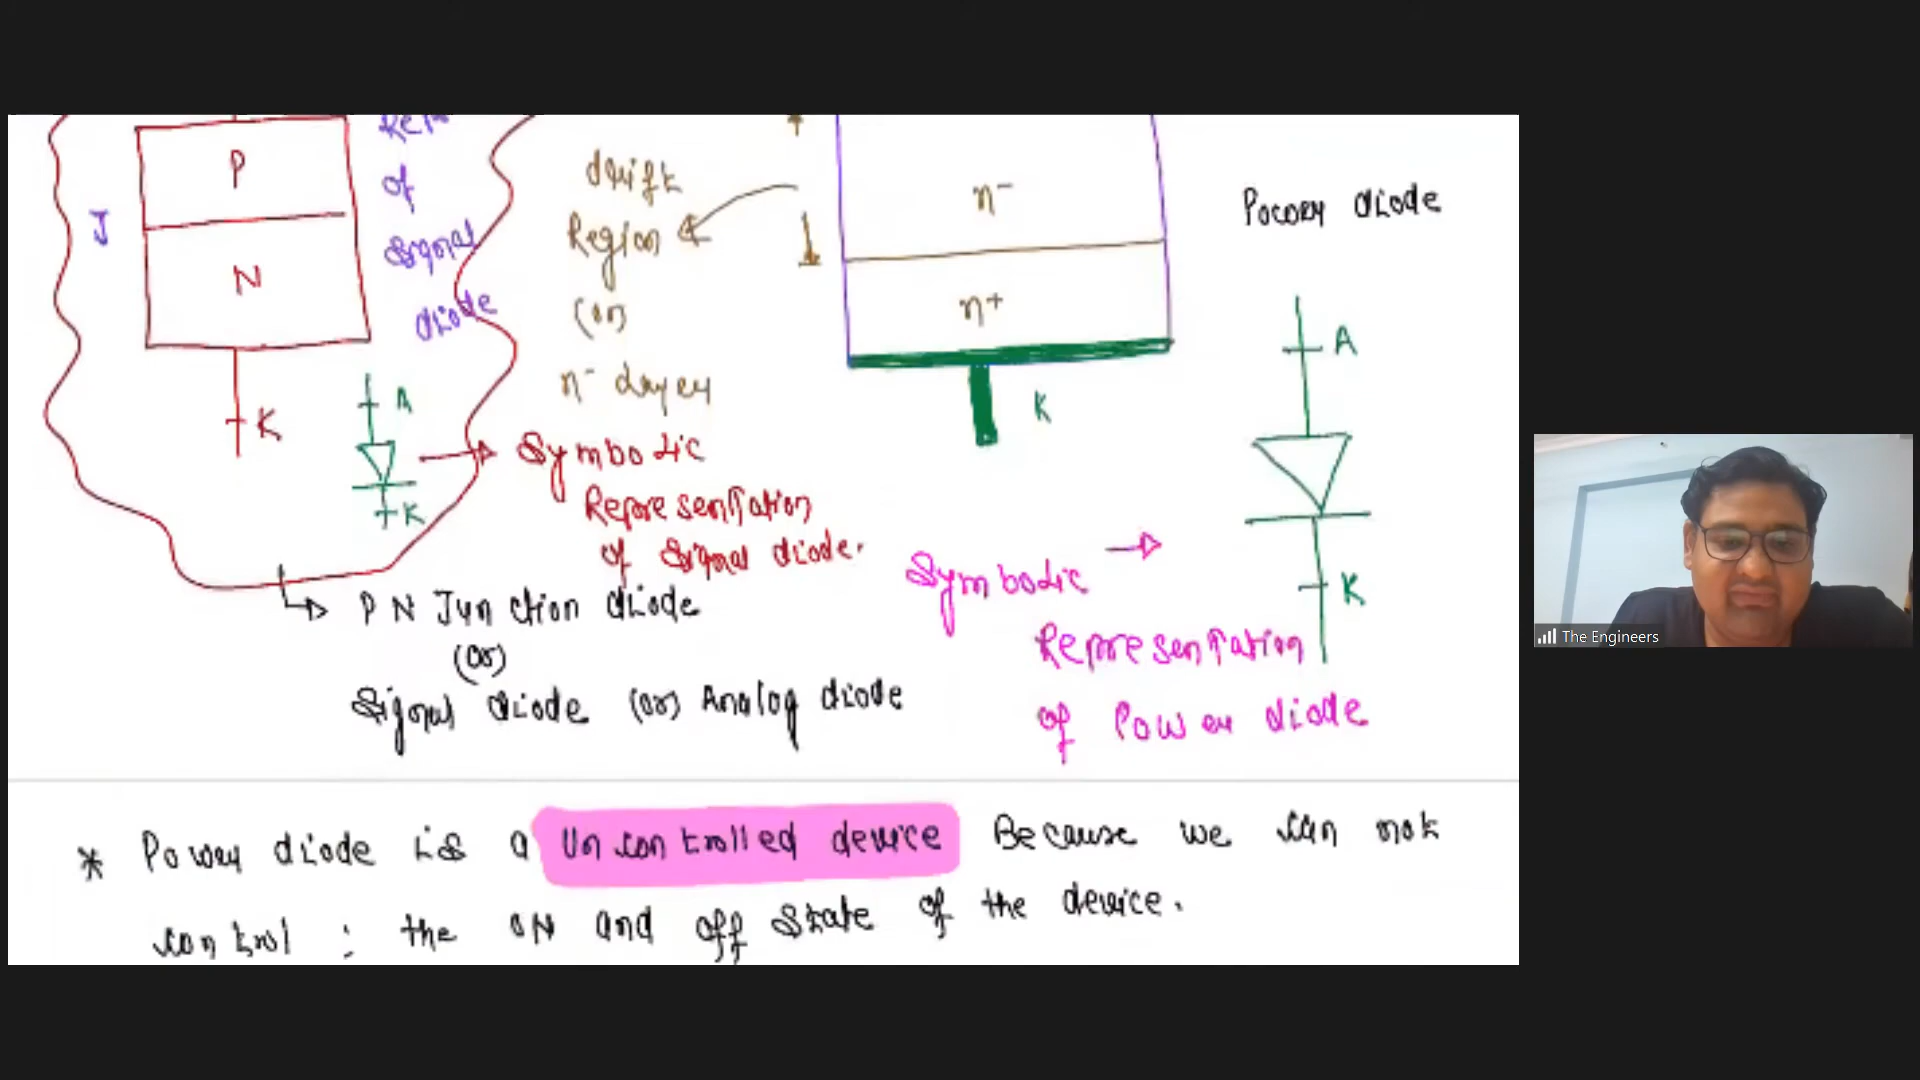 P
J
N
K
of
signal
diode
A
K
drift
Region
(or)
n- Layer
Symbolic
Representation
of Signal diode.
n-
n+
K
Power diode
A
K
Symbolic
Representation
of Power diode
PN Junction diode
(or)
Signal diode (or) Analog diode
* Power diode is a Uncontrolled device Because we can not
control : the ON and off State of the device.
The Engineers